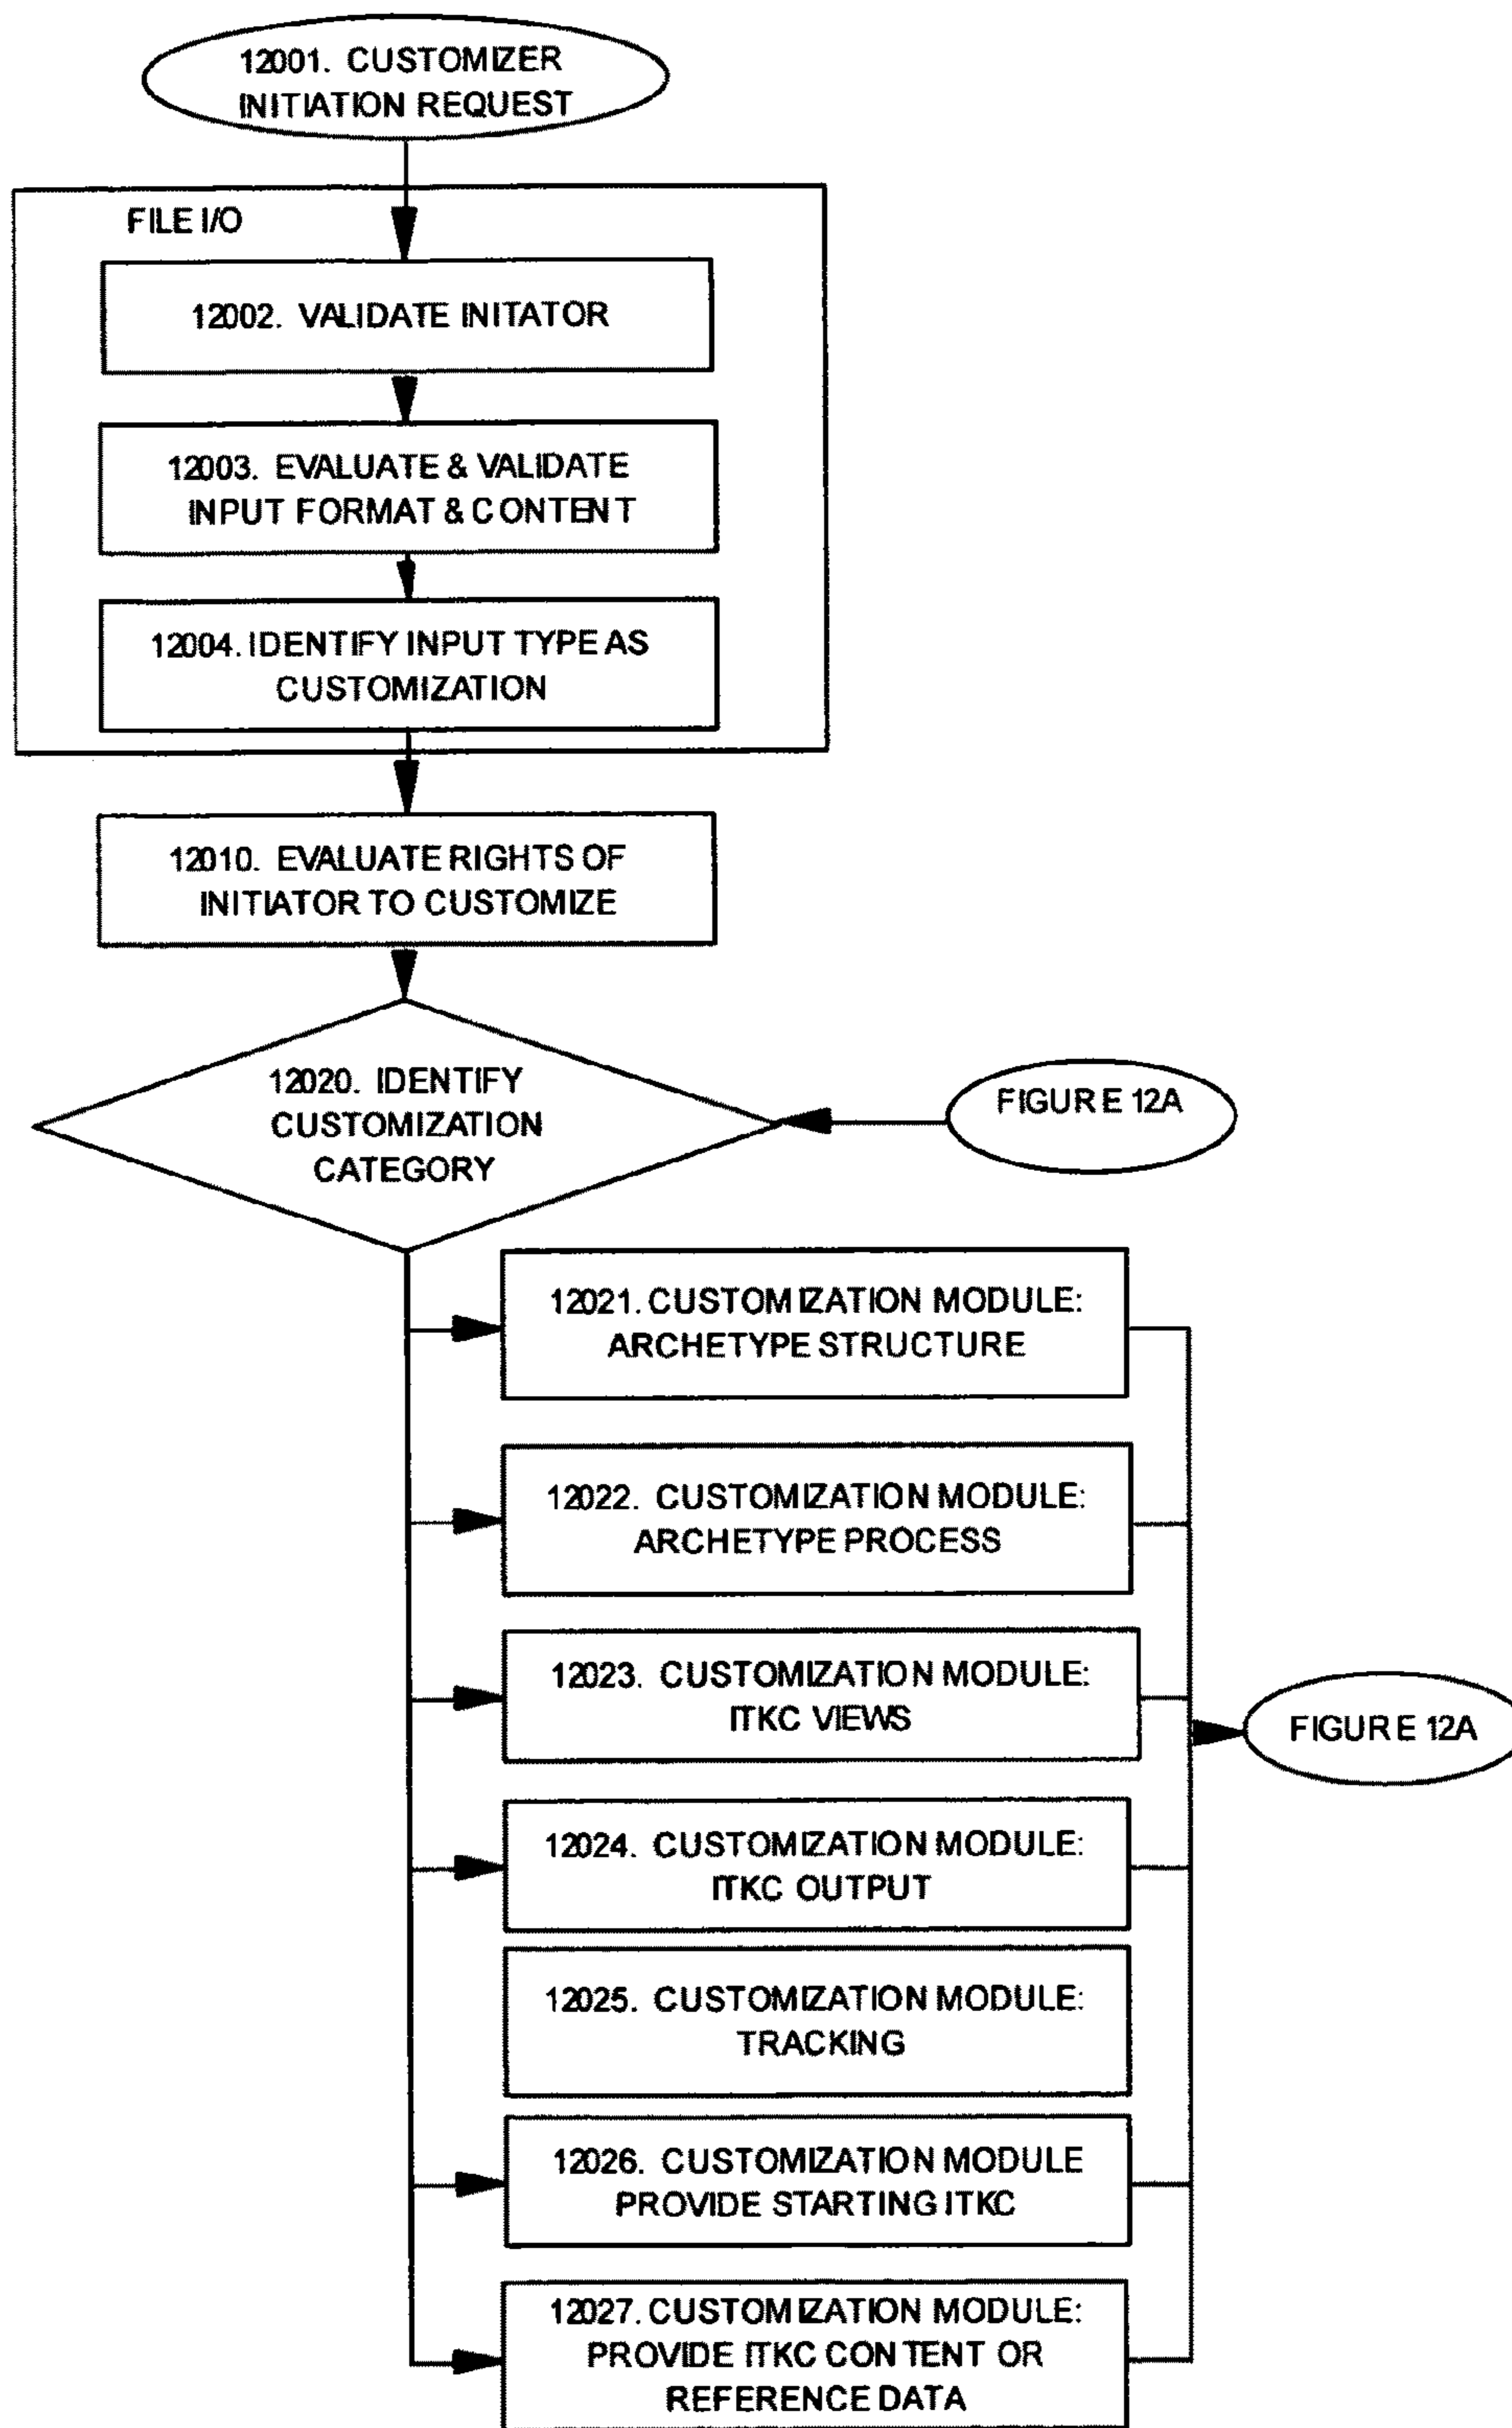 12001. CUSTOMIZER
INITIATION REQUEST
FILE I/O
12002. VALIDATE INITATOR
12003. EVALUATE & VALIDATE
INPUT FORMAT & CONTENT
12004. IDENTIFY INPUT TYPE AS
CUSTOMIZATION
12010. EVALUATE RIGHTS OF
INITIATOR TO CUSTOMIZE
12020. IDENTIFY
CUSTOMIZATION
CATEGORY
FIGURE 12A
12021. CUSTOMIZATION MODULE:
ARCHETYPE STRUCTURE
12022. CUSTOMIZATION MODULE:
ARCHETYPE PROCESS
12023. CUSTOMIZATION MODULE:
ITKC VIEWS
FIGURE 12A
12024. CUSTOMIZATION MODULE:
ITKC OUTPUT
12025. CUSTOMIZATION MODULE:
TRACKING
12026. CUSTOMIZATION MODULE
PROVIDE STARTING ITKC
12027. CUSTOMIZATION MODULE:
PROVIDE ITKC CONTENT OR
REFERENCE DATA